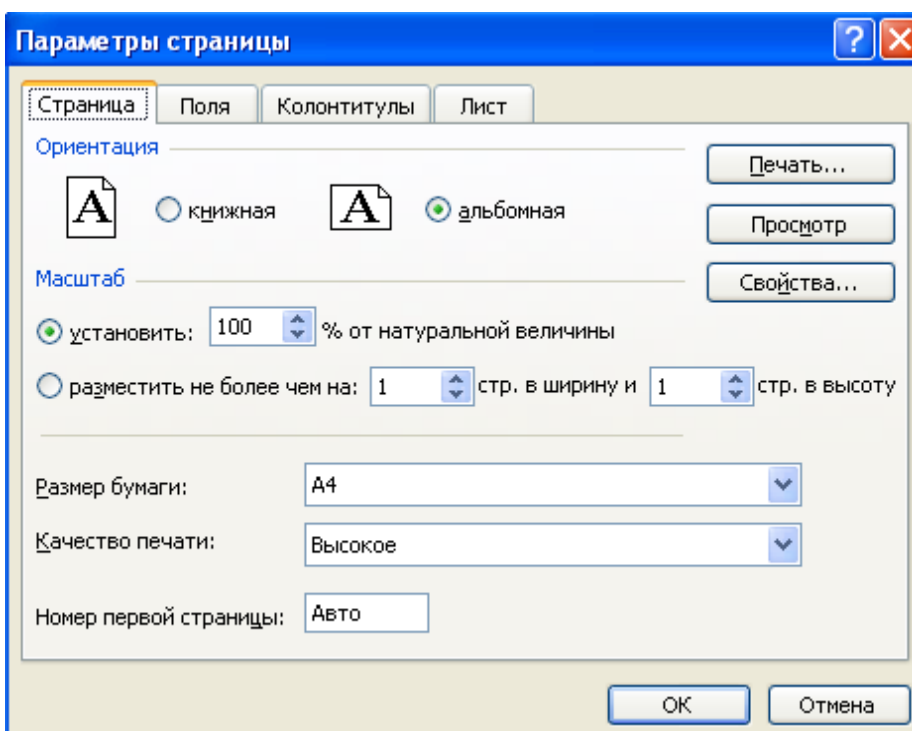 Параметры страницы
Страница Поля Колонтитулы Лист
Ориентация
A книжная A альбомная
Печать...
Просмотр
Масштаб
Свойства...
установить: 100 % от натуральной величины
разместить не более чем на: 1 стр. в ширину и 1 стр. в высоту
Размер бумаги: A4
Качество печати: Высокое
Номер первой страницы: Авто
ОК Отмена